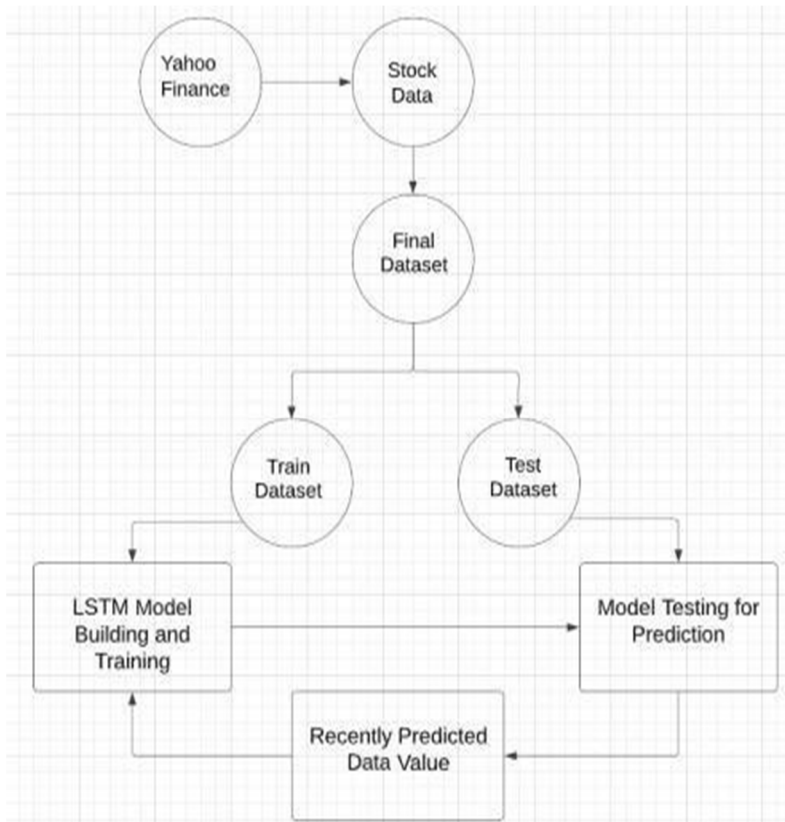 Yahoo
Finance
Stock
Data
Final
Dataset
Train
Dataset
Test
Dataset
LSTM Model
Building and
Training
Model Testing for
Prediction
Recently Predicted
Data Value